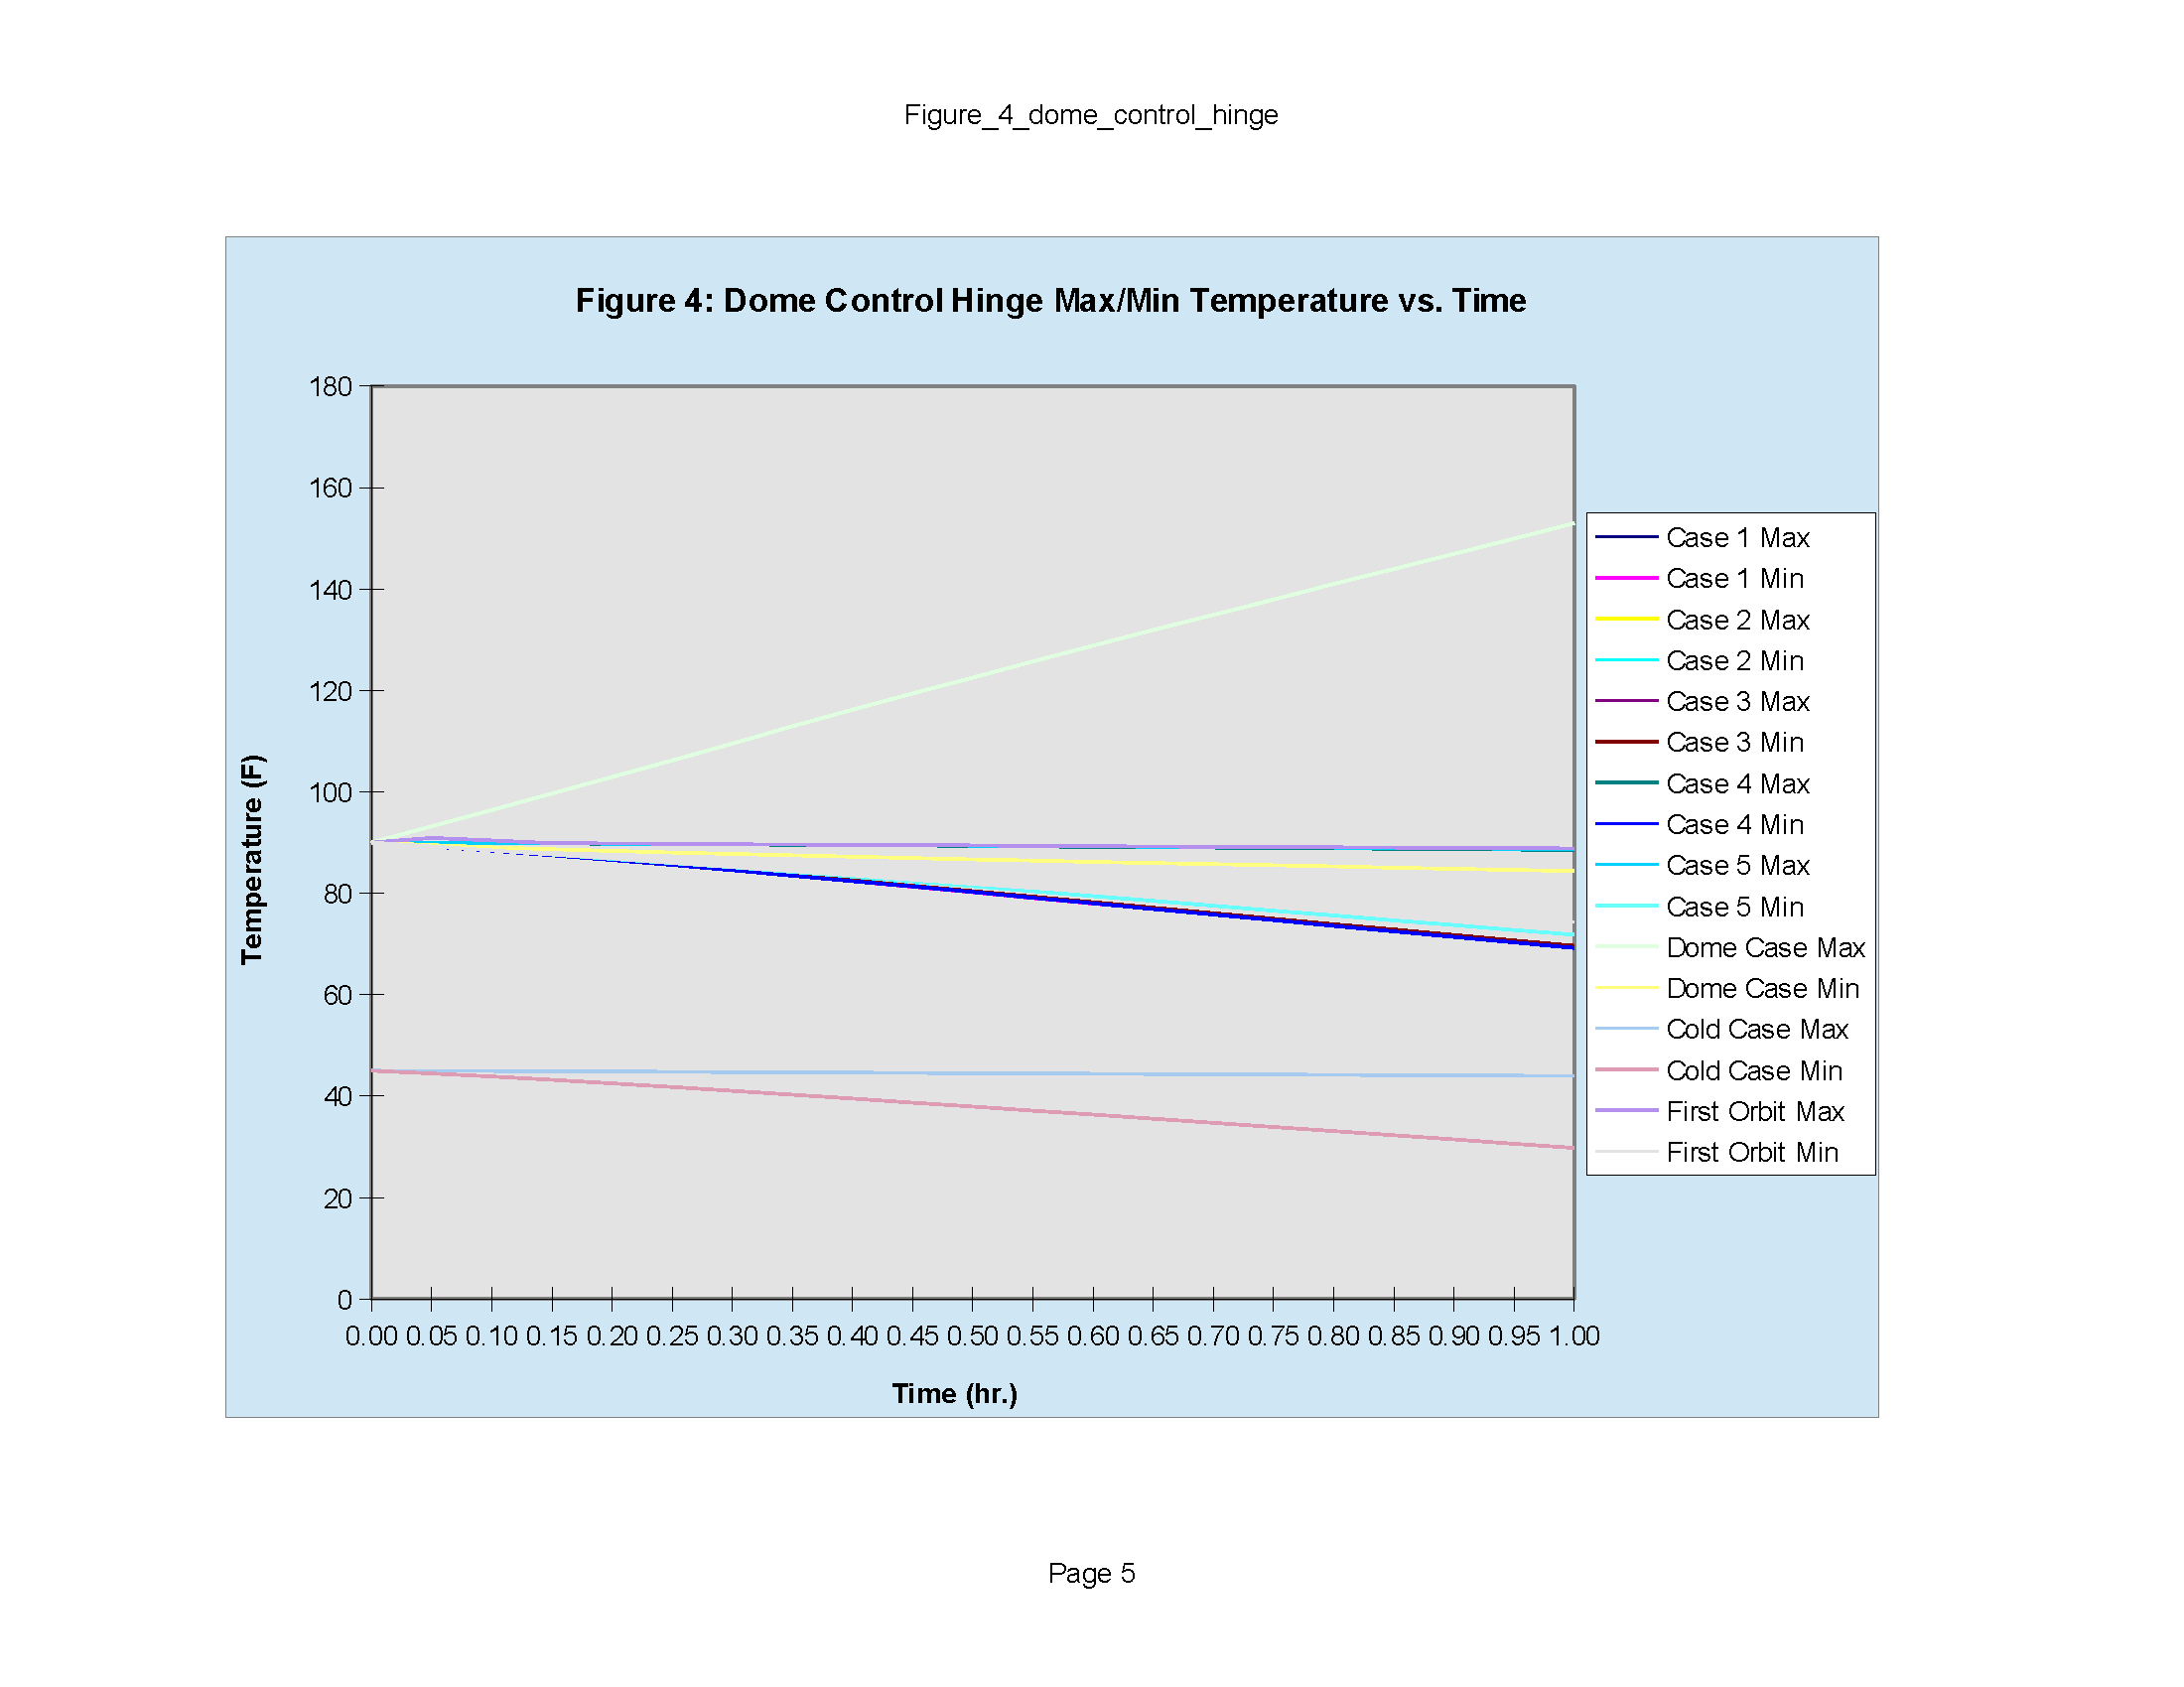 Figure_4_dome_control_hinge
Figure 4: Dome Control Hinge Max/Min Temperature vs. Time
180
160
140
120
100
80
60
40
20
0
Temperature (F)
0.00 0.05 0.10 0.15 0.20 0.25 0.30 0.35 0.40 0.45 0.50 0.55 0.60 0.65 0.70 0.75 0.80 0.85 0.90 0.95 1.00
Time (hr.)
Case 1 Max
Case 1 Min
Case 2 Max
Case 2 Min
Case 3 Max
Case 3 Min
Case 4 Max
Case 4 Min
Case 5 Max
Case 5 Min
Dome Case Max
Dome Case Min
Cold Case Max
Cold Case Min
First Orbit Max
First Orbit Min
Page 5